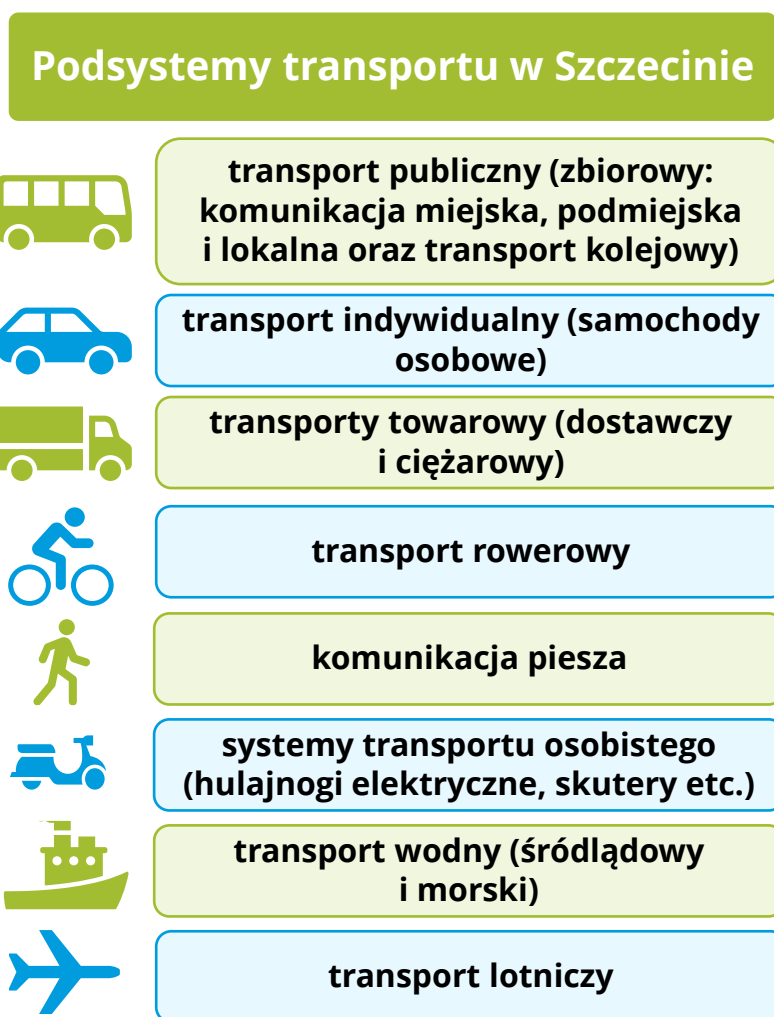 Podsystemy transportu w Szczecinie
transport publiczny (zbiorowy:
komunikacja miejska, podmiejska
i lokalna oraz transport kolejowy)
transport indywidualny (samochody
osobowe)
transporty towarowy (dostawczy
i ciężarowy)
transport rowerowy
komunikacja piesza
systemy transportu osobistego
(hulajnogi elektryczne, skutery etc.)
transport wodny (śródlądowy
i morski)
transport lotniczy